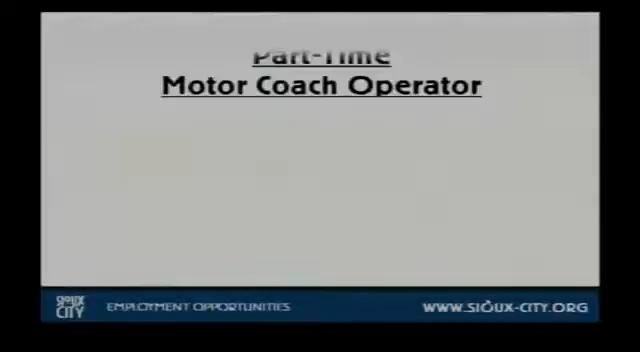 Part-Time
Motor Coach Operator
SIOUX
CITY
EMPLOYMENT OPPORTUNITIES
WWW.SIOUX-CITY.ORG